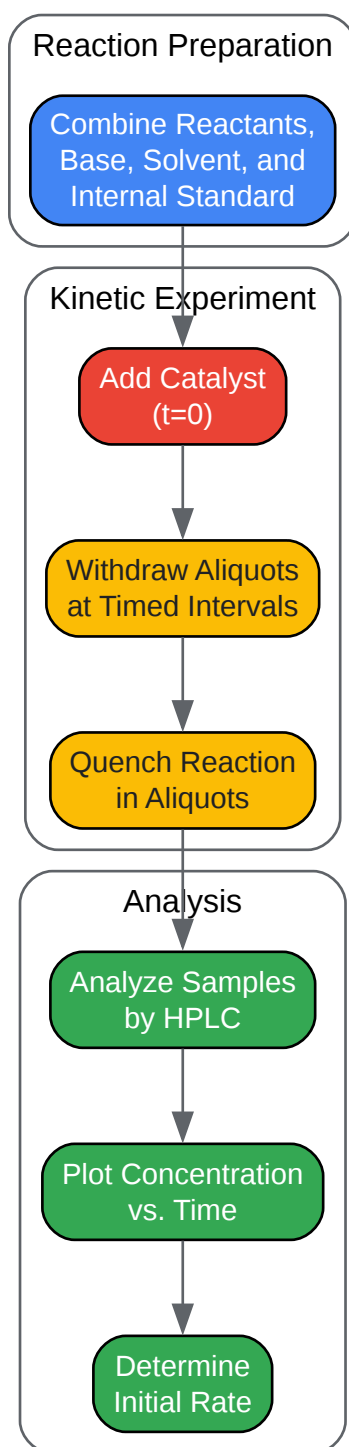 Reaction Preparation
Combine Reactants,
Base, Solvent, and
Internal Standard
Kinetic Experiment
Add Catalyst
(t=0)
Withdraw Aliquots
at Timed Intervals
Quench Reaction
in Aliquots
Analysis
Analyze Samples
by HPLC
Plot Concentration
vs. Time
Determine
Initial Rate